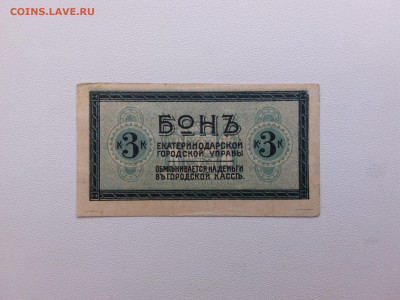 COINS.LAVE.RU
БОНЪ
К 3 К
ЕКАТЕРИНОДАРСКОЙ
ГОРОДСКОЙ УПРАВЫ
К 3 К
ОБМѢНИВАЕТСЯ НА ДЕНЬГИ
ВЪ ГОРОДСКОЙ КАССѢ.